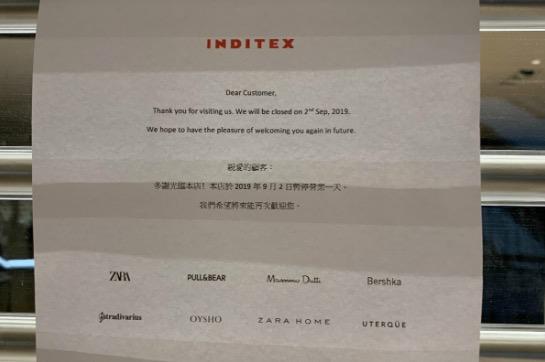 INDITEX
Dear Customer,
Thank you for visiting us. We will be closed on 2nd Sep, 2019.
We hope to have the pleasure of welcoming you again in future.
親愛的顧客：
多謝光臨本店！本店於 2019 年 9 月 2 日暫停營業一天。
我們希望將來能再次歡迎您。
ZARA PULL&BEAR Massimo Dutti Bershka
Stradivarius OYSHO ZARA HOME UTERQÜE